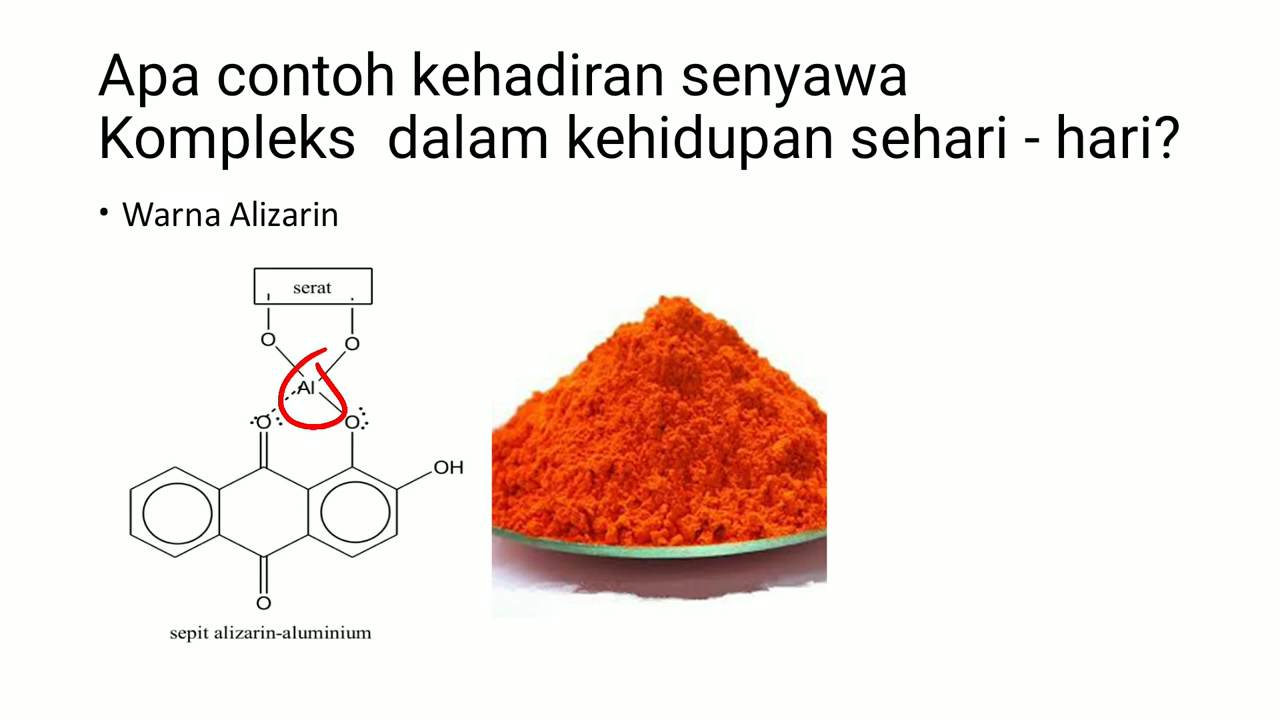 Apa contoh kehadiran senyawa
Kompleks dalam kehidupan sehari - hari?
• Warna Alizarin
serat
O
O
Al
O
O
OH
O
sepit alizarin-aluminium